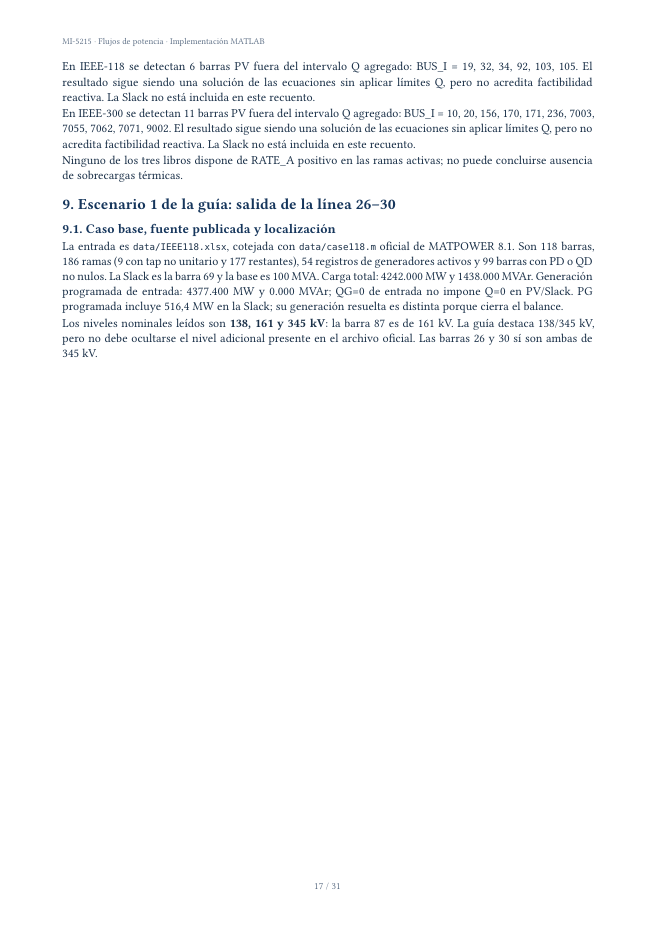 MI-5215 · Flujos de potencia · Implementación MATLAB
En IEEE-118 se detectan 6 barras PV fuera del intervalo Q agregado: BUS_I = 19, 32, 34, 92, 103, 105. El
resultado sigue siendo una solución de las ecuaciones sin aplicar límites Q, pero no acredita factibilidad
reactiva. La Slack no está incluida en este recuento.
En IEEE-300 se detectan 11 barras PV fuera del intervalo Q agregado: BUS_I = 10, 20, 156, 170, 171, 236, 7003,
7055, 7062, 7071, 9002. El resultado sigue siendo una solución de las ecuaciones sin aplicar límites Q, pero no
acredita factibilidad reactiva. La Slack no está incluida en este recuento.
Ninguno de los tres libros dispone de RATE_A positivo en las ramas activas; no puede concluirse ausencia
de sobrecargas térmicas.
9. Escenario 1 de la guía: salida de la línea 26–30
9.1. Caso base, fuente publicada y localización
La entrada es data/IEEE118.xlsx, cotejada con data/case118.m oficial de MATPOWER 8.1. Son 118 barras,
186 ramas (9 con tap no unitario y 177 restantes), 54 registros de generadores activos y 99 barras con PD o QD
no nulos. La Slack es la barra 69 y la base es 100 MVA. Carga total: 4242.000 MW y 1438.000 MVAr. Generación
programada de entrada: 4377.400 MW y 0.000 MVAr; QG=0 de entrada no impone Q=0 en PV/Slack. PG
programada incluye 516,4 MW en la Slack; su generación resuelta es distinta porque cierra el balance.
Los niveles nominales leídos son 138, 161 y 345 kV: la barra 87 es de 161 kV. La guía destaca 138/345 kV,
pero no debe ocultarse el nivel adicional presente en el archivo oficial. Las barras 26 y 30 sí son ambas de
345 kV.
17 / 31